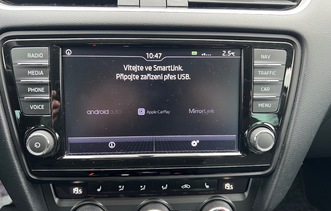 10:47
2.5°C
Vítejte ve SmartLink.
Připojte zařízení přes USB.
android auto
Apple CarPlay
MirrorLink
RADIO
MEDIA
PHONE
VOICE
NAV
TRAFFIC
CAR
MENU